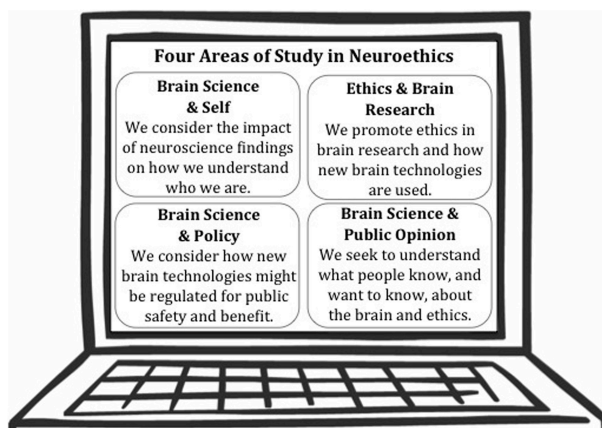 Four Areas of Study in Neuroethics
Brain Science
& Self
We consider the impact
of neuroscience findings
on how we understand
who we are.
Ethics & Brain
Research
We promote ethics in
brain research and how
new brain technologies
are used.
Brain Science
& Policy
We consider how new
brain technologies might
be regulated for public
safety and benefit.
Brain Science &
Public Opinion
We seek to understand
what people know, and
want to know, about
the brain and ethics.